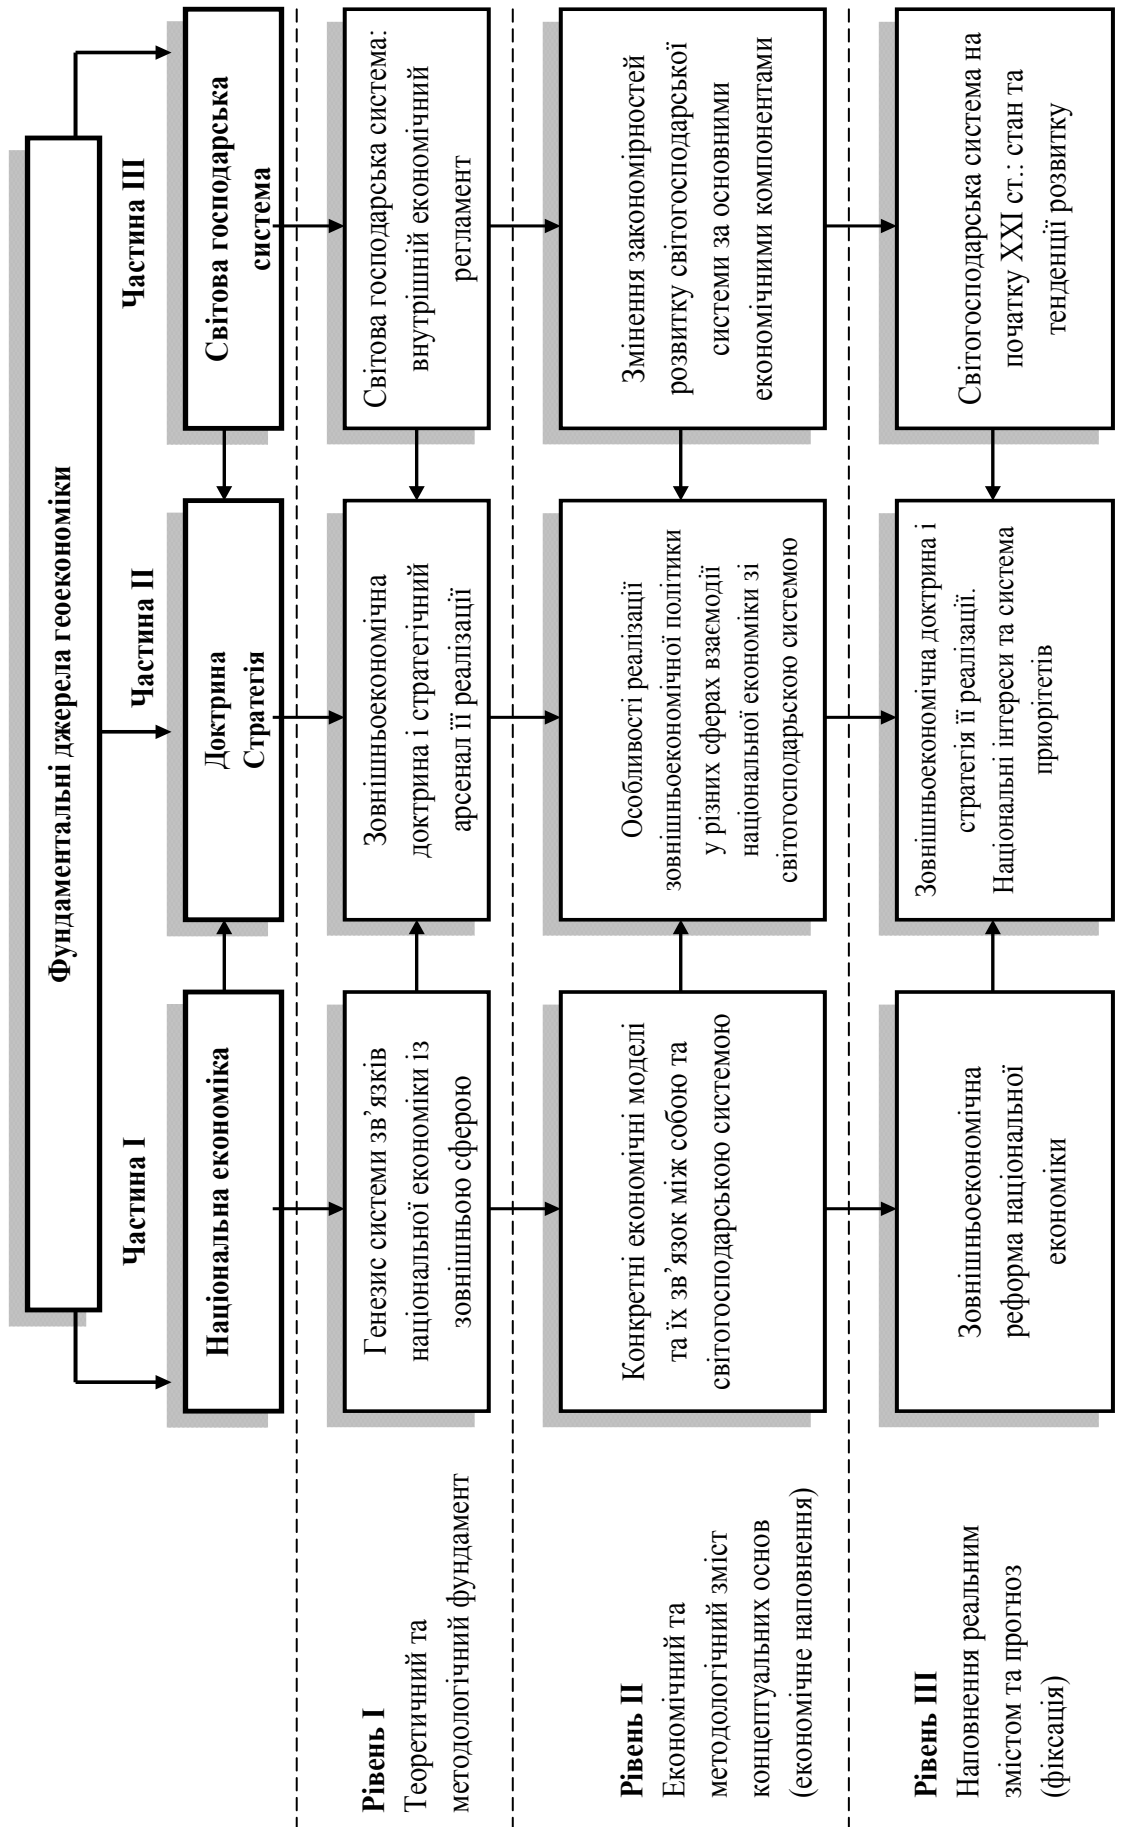 Фундаментальні джерела геоекономіки
Частина I
Частина II
Частина III
Національна економіка
Доктрина
Стратегія
Світова господарська
система
Рівень I
Теоретичний та
методологічний фундамент
Генезис системи зв’язків
національної економіки із
зовнішньою сферою
Зовнішньоекономічна
доктрина і стратегічний
арсенал її реалізації
Світова господарська система:
внутрішній економічний
регламент
Рівень II
Економічний та
методологічний зміст
концептуальних основ
(економічне наповнення)
Конкретні економічні моделі
та їх зв’язок між собою та
світогосподарською системою
Особливості реалізації
зовнішньоекономічної політики
у різних сферах взаємодії
національної економіки зі
світогосподарьскою системою
Змінення закономірностей
розвитку світогосподарської
системи за основними
економічними компонентами
Рівень III
Наповнення реальним
змістом та прогноз
(фіксація)
Зовнішньоекономічна
реформа національної
економіки
Зовнішньоекономічна доктрина і
стратегія її реалізації.
Національні інтереси та система
приорітетів
Світогосподарська система на
початку XXI ст.: стан та
тенденції розвитку